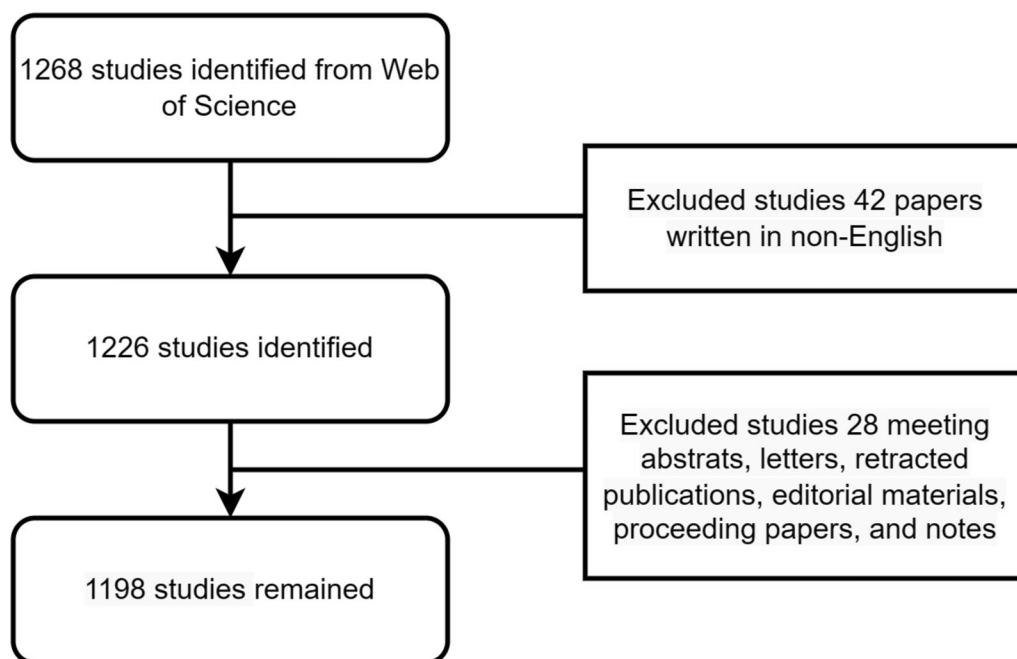 1268 studies identified from Web
of Science
Excluded studies 42 papers
written in non-English
1226 studies identified
Excluded studies 28 meeting
abstrats, letters, retracted
publications, editorial materials,
proceeding papers, and notes
1198 studies remained